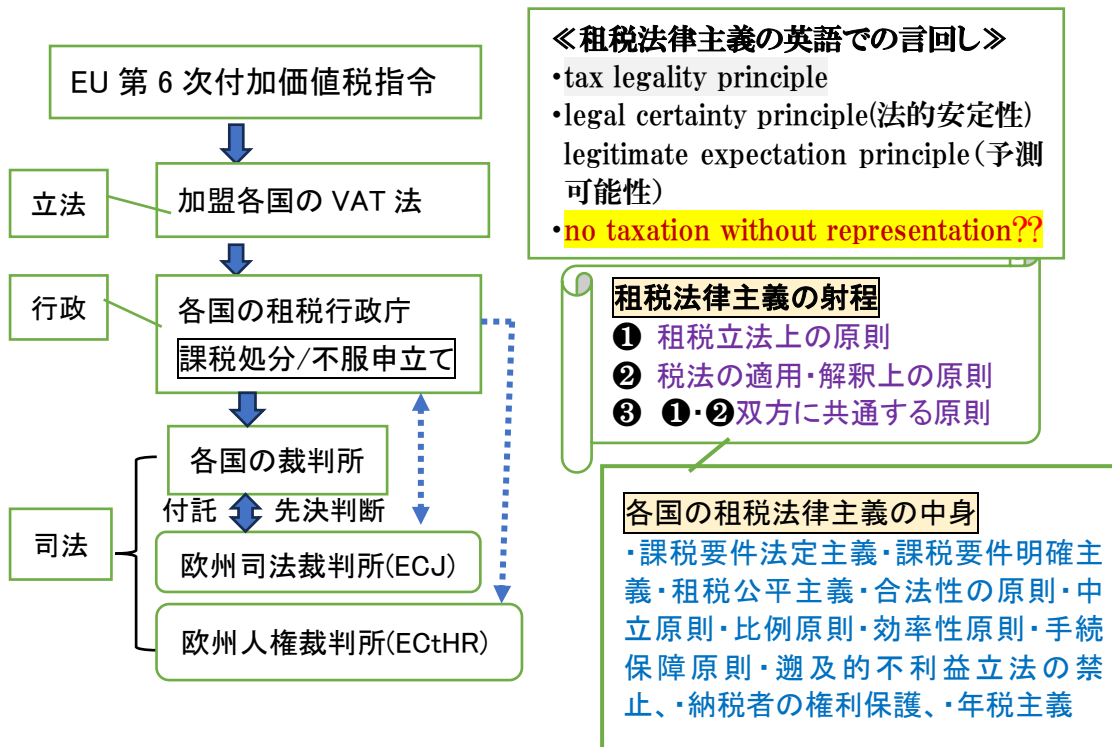 EU 第 6 次付加価値税指令
立法
加盟各国の VAT 法
行政
各国の租税行政庁
課税処分/不服申立て
各国の裁判所
付託 先決判断
司法
欧州司法裁判所(ECJ)
欧州人権裁判所(ECtHR)
≪租税法律主義の英語での言回し≫
・tax legality principle
・legal certainty principle(法的安定性)
legitimate expectation principle(予測
可能性)
・no taxation without representation??
租税法律主義の射程
❶ 租税立法上の原則
❷ 税法の適用・解釈上の原則
❸ ❶・❷双方に共通する原則
各国の租税法律主義の中身
・課税要件法定主義・課税要件明確主
義・租税公平主義・合法性の原則・中
立原則・比例原則・効率性原則・手続
保障原則・遡及的不利益立法の禁
止、・納税者の権利保護、・年税主義